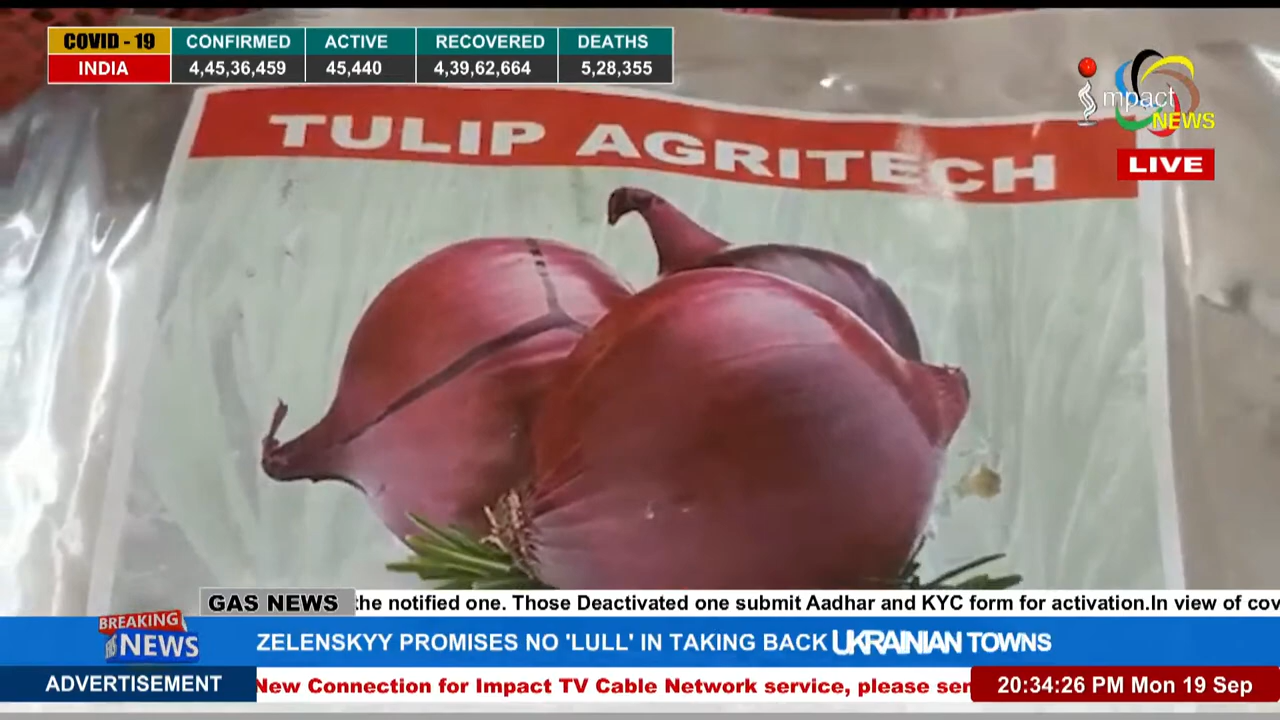 COVID - 19 CONFIRMED ACTIVE RECOVERED DEATHS
INDIA 4,45,36,459 45,440 4,39,62,664 5,28,355
impact
NEWS
LIVE
TULIP AGRITECH
GAS NEWS the notified one. Those Deactivated one submit Aadhar and KYC form for activation.In view of cov
BREAKING
NEWS
ZELENSKYY PROMISES NO 'LULL' IN TAKING BACK UKRAINIAN TOWNS
ADVERTISEMENT New Connection for Impact TV Cable Network service, please sen
20:34:26 PM Mon 19 Sep